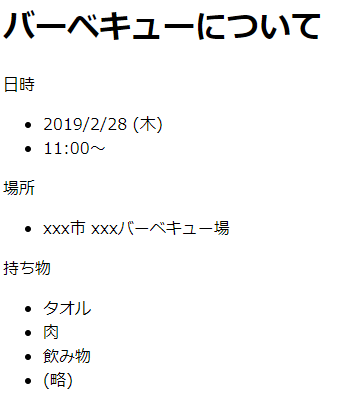 バーベキューについて
日時
2019/2/28 (木)
11:00～
場所
xxx市 xxxバーベキュー場
持ち物
タオル
肉
飲み物
(略)